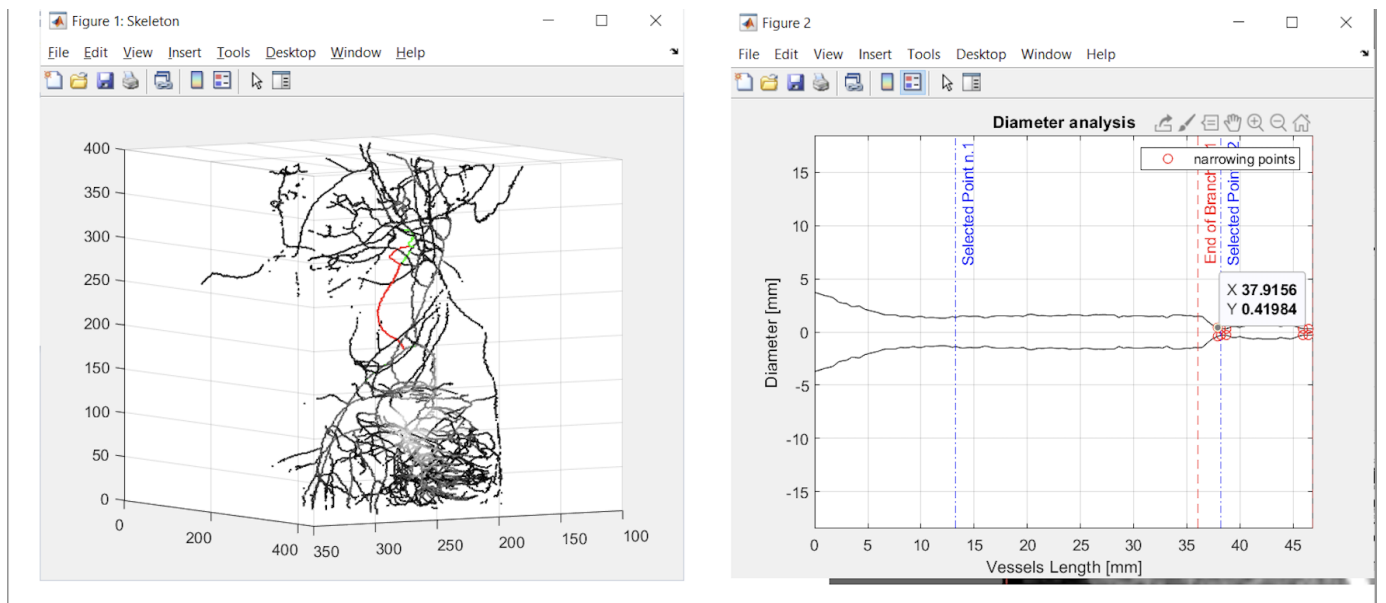 Figure 1: Skeleton
File Edit View Insert Tools Desktop Window Help
400
350
300
250
200
150
100
50
0
0
200
400
350
300
250
200
150
100
Figure 2
File Edit View Insert Tools Desktop Window Help
Diameter analysis
narrowing points
Selected Point n.1
End of Branch
1
Selected Poin
2
X 37.9156
Y 0.41984
Diameter [mm]
15
10
5
0
-5
-10
-15
0 5 10 15 20 25 30 35 40 45
Vessels Length [mm]